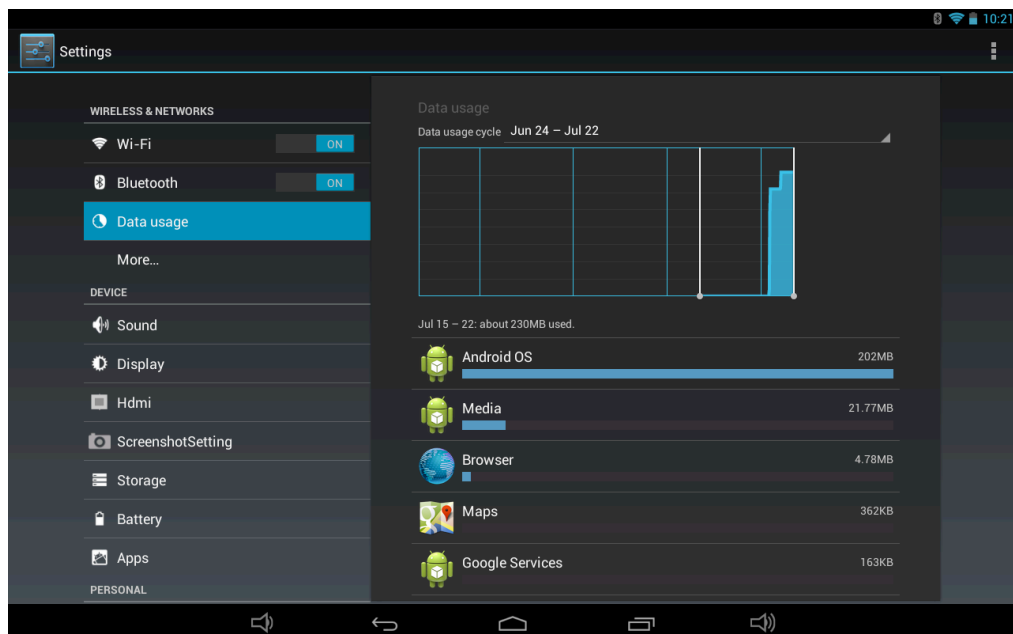 10:21
Settings
WIRELESS & NETWORKS
Wi-Fi ON
Bluetooth ON
Data usage
More...
DEVICE
Sound
Display
Hdmi
ScreenshotSetting
Storage
Battery
Apps
PERSONAL
Data usage
Data usage cycle Jun 24 – Jul 22
Jul 15 – 22: about 230MB used.
Android OS 202MB
Media 21.77MB
Browser 4.78MB
Maps 362KB
Google Services 163KB